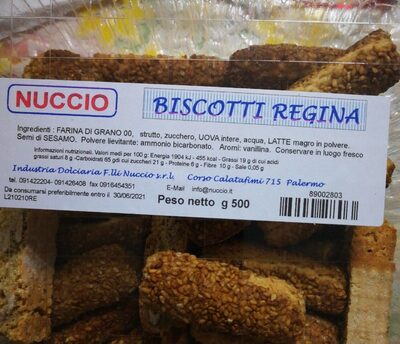 NUCCIO
BISCOTTI REGINA
Ingredienti : FARINA DI GRANO 00, strutto, zucchero, UOVA intere, acqua, LATTE magro in polvere.
Semi di SESAMO. Polvere lievitante: ammonio bicarbonato. Aromi: vanillina. Conservare in luogo fresco
Informazioni nutrizionali. Valori medi per 100 g: Energia 1904 kJ - 455 kcal - Grassi 19 g di cui acidi
grassi saturi 8 g -Carboidrati 65 gdi cui zuccheri 21 g - Proteine 6 g - Fibre 10 g - Sale 0,05 g
Industria Dolciaria F.lli Nuccio s.r.l. Corso Calatafimi 715 Palermo
tel. 091422204- 091426408 fax 0916454351 E-Mail info@nuccio.it
Da consumarsi preferibilmente entro il 30/06/2021
89002803
L210210RE
Peso netto g 500